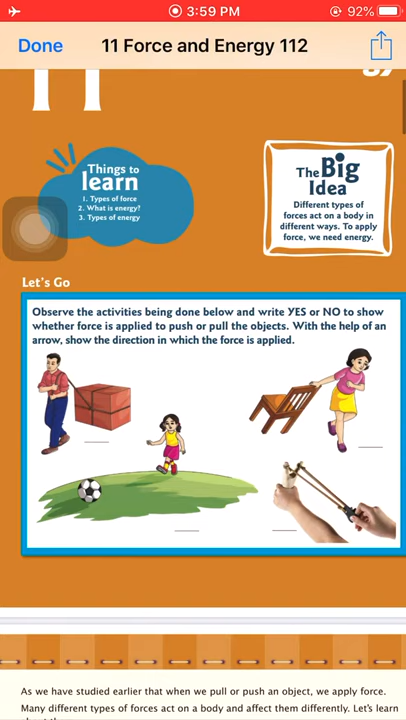 3:59 PM
92%
Done
11 Force and Energy 112
11
Things to
learn
1. Types of force
2. What is energy?
3. Types of energy
The Big
Idea
Different types of
forces act on a body in
different ways. To apply
force, we need energy.
Let's Go
Observe the activities being done below and write YES or NO to show
whether force is applied to push or pull the objects. With the help of an
arrow, show the direction in which the force is applied.
As we have studied earlier that when we pull or push an object, we apply force.
Many different types of forces act on a body and affect them differently. Let's learn